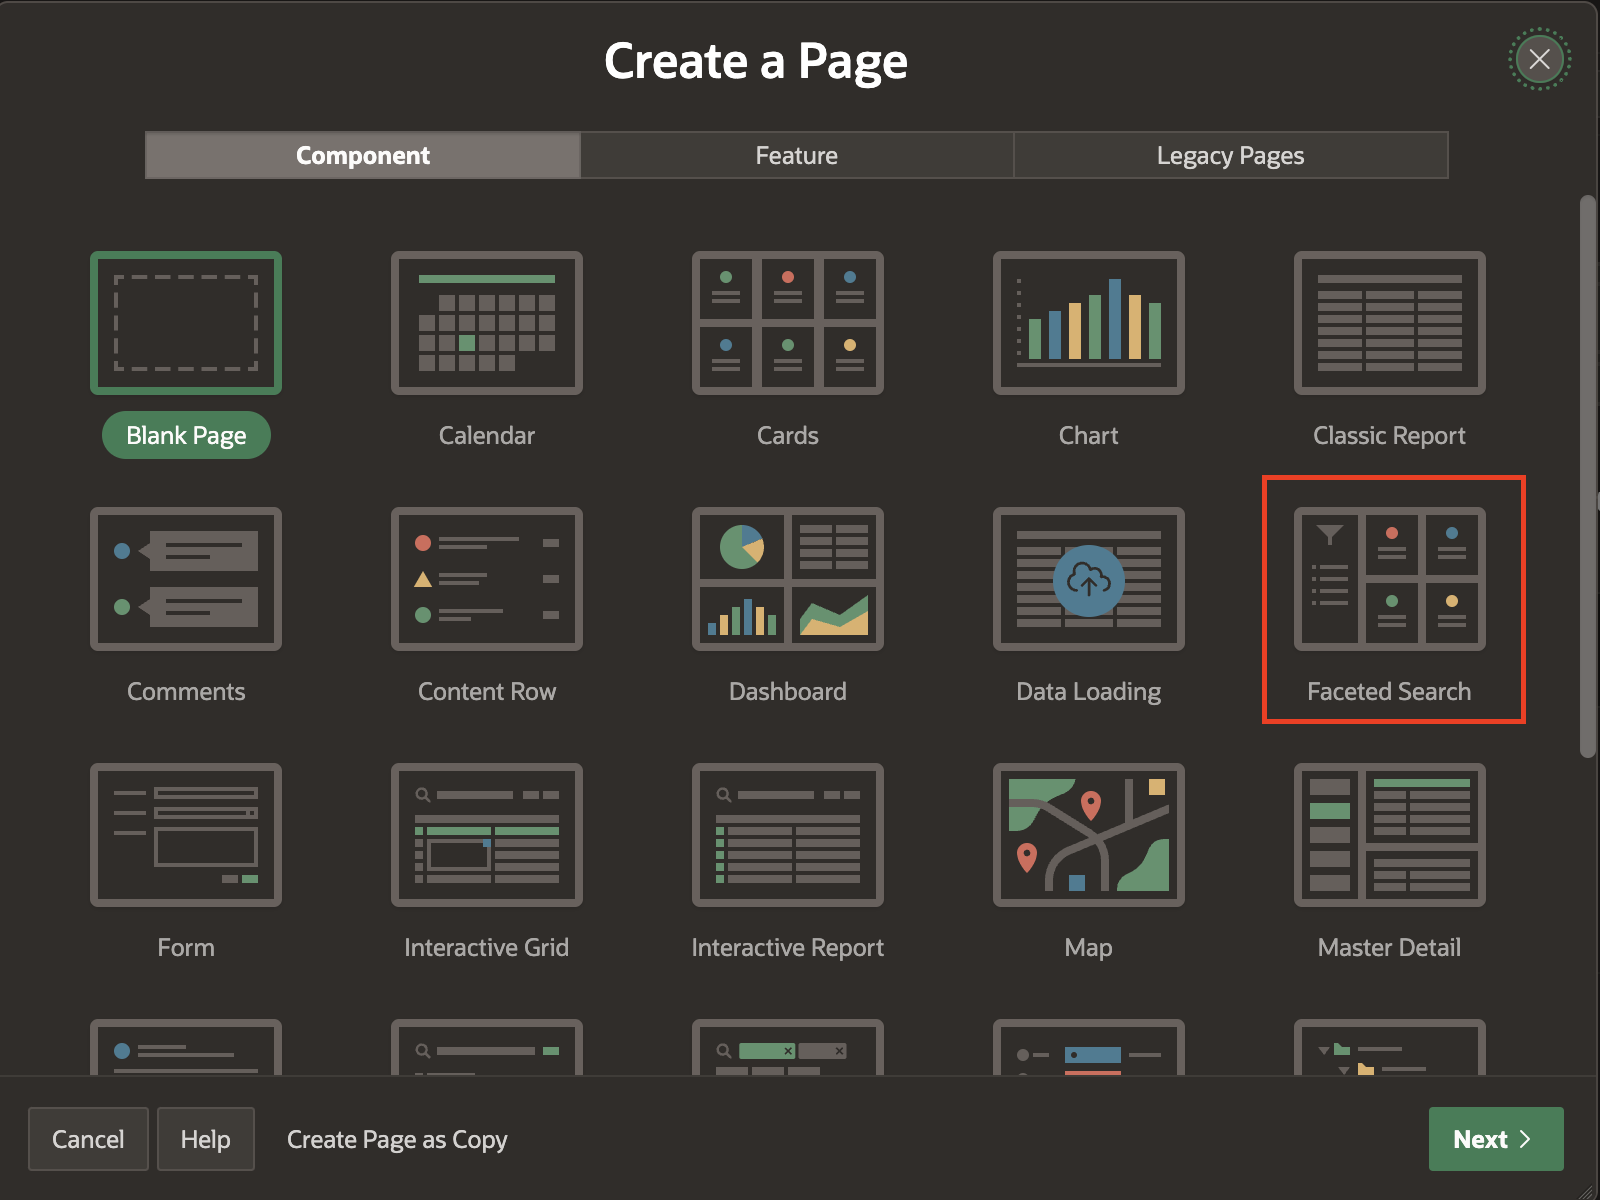 Create a Page
Component
Feature
Legacy Pages
Blank Page
Calendar
Cards
Chart
Classic Report
Comments
Content Row
Dashboard
Data Loading
Faceted Search
Form
Interactive Grid
Interactive Report
Map
Master Detail
Cancel
Help
Create Page as Copy
Next